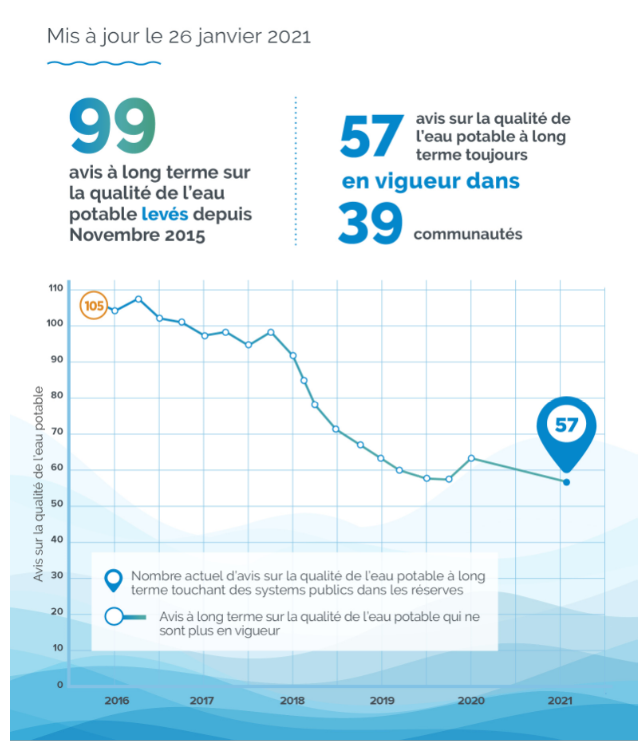 Mis à jour le 26 janvier 2021
99
avis à long terme sur
la qualité de l'eau
potable levés depuis
Novembre 2015
57
avis sur la qualité de
l'eau potable à long
terme toujours
en vigueur dans
39
communautés
Avis sur la qualité de l'eau potable
110
100
90
80
70
60
50
40
30
20
10
0
105
57
Nombre actuel d'avis sur la qualité de l'eau potable à long
terme touchant des systems publics dans les réserves
Avis à long terme sur la qualité de l'eau potable qui ne
sont plus en vigueur
2016
2017
2018
2019
2020
2021